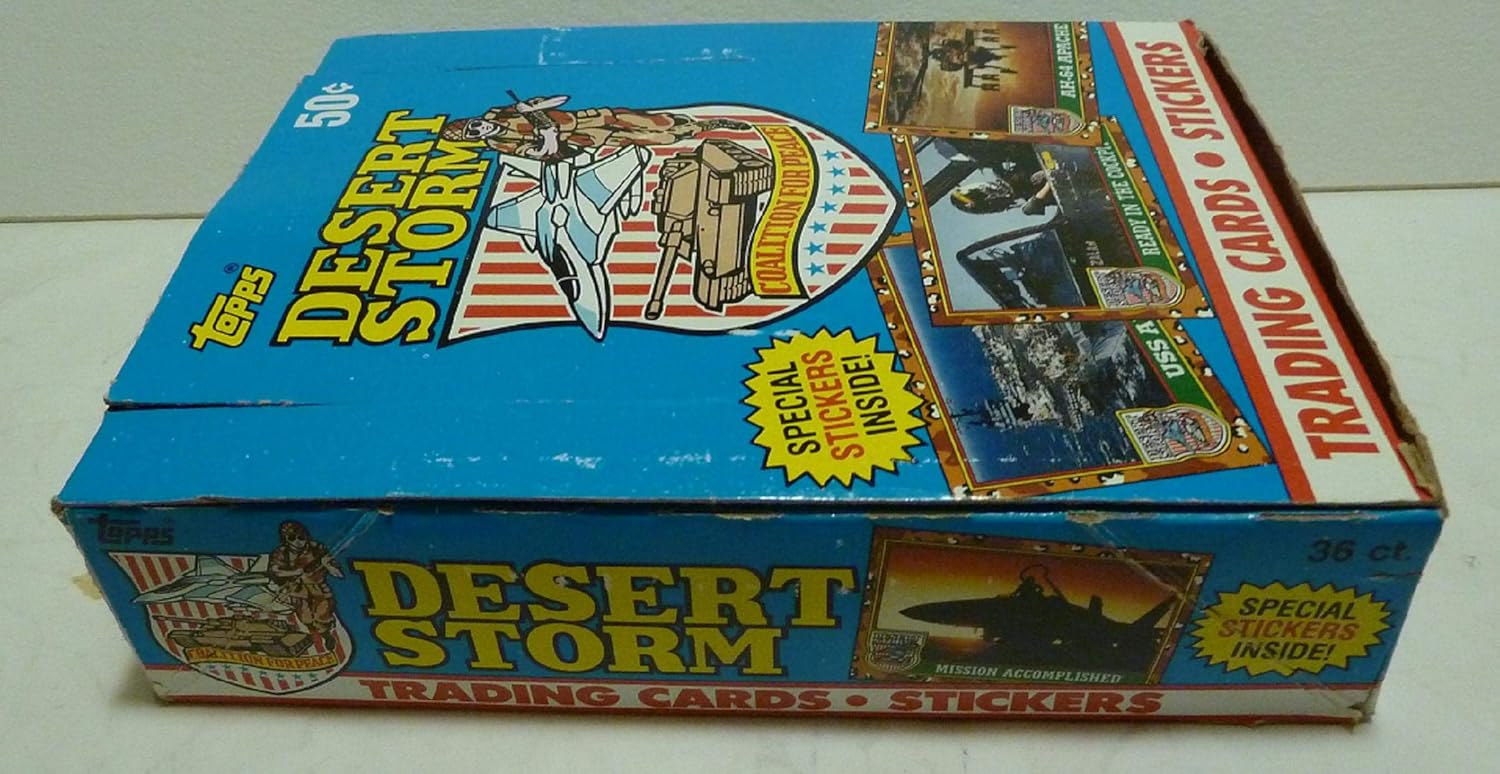 50¢
topps®
DESERT
STORM
COALITION FOR PEACE
AH-64 APACHE
READY IN THE COCKPIT
USS A
SPECIAL
STICKERS
INSIDE!
TRADING CARDS • STICKERS
topps
COALITION FOR PEACE
DESERT
STORM
MISSION ACCOMPLISHED
36 ct.
SPECIAL
STICKERS
INSIDE!
TRADING CARDS • STICKERS